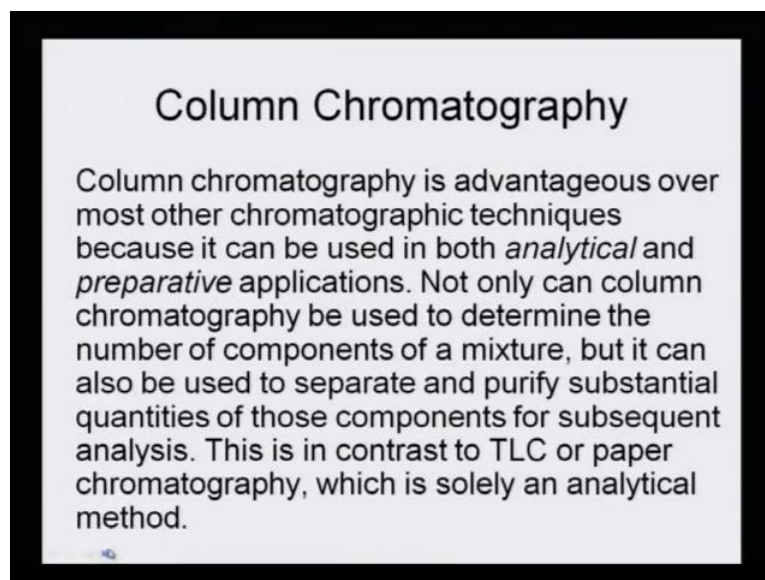 Column Chromatography
Column chromatography is advantageous over
most other chromatographic techniques
because it can be used in both analytical and
preparative applications. Not only can column
chromatography be used to determine the
number of components of a mixture, but it can
also be used to separate and purify substantial
quantities of those components for subsequent
analysis. This is in contrast to TLC or paper
chromatography, which is solely an analytical
method.